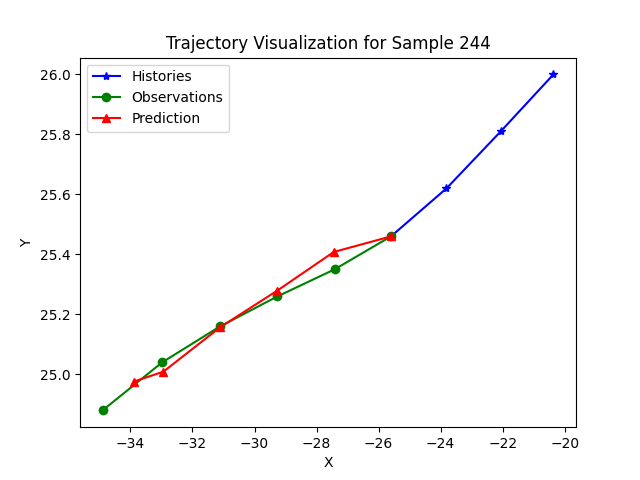 Trajectory Visualization for Sample 244
Histories
Observations
Prediction
26.0
25.8
25.6
25.4
25.2
25.0
Y
−34
−32
−30
−28
−26
−24
−22
−20
X